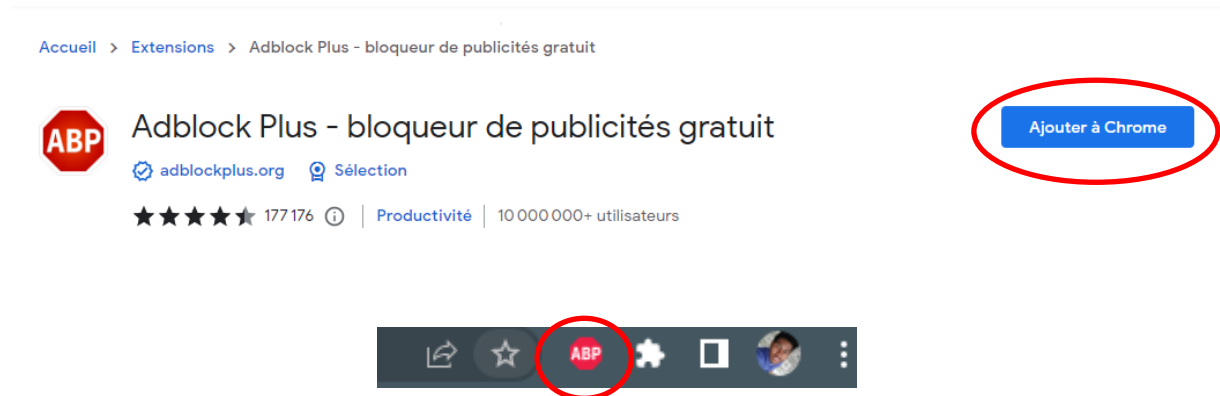 Accueil > Extensions > Adblock Plus - bloqueur de publicités gratuit
ABP
Adblock Plus - bloqueur de publicités gratuit
Ajouter à Chrome
adblockplus.org Sélection
177 176 | Productivité | 10 000 000+ utilisateurs
ABP